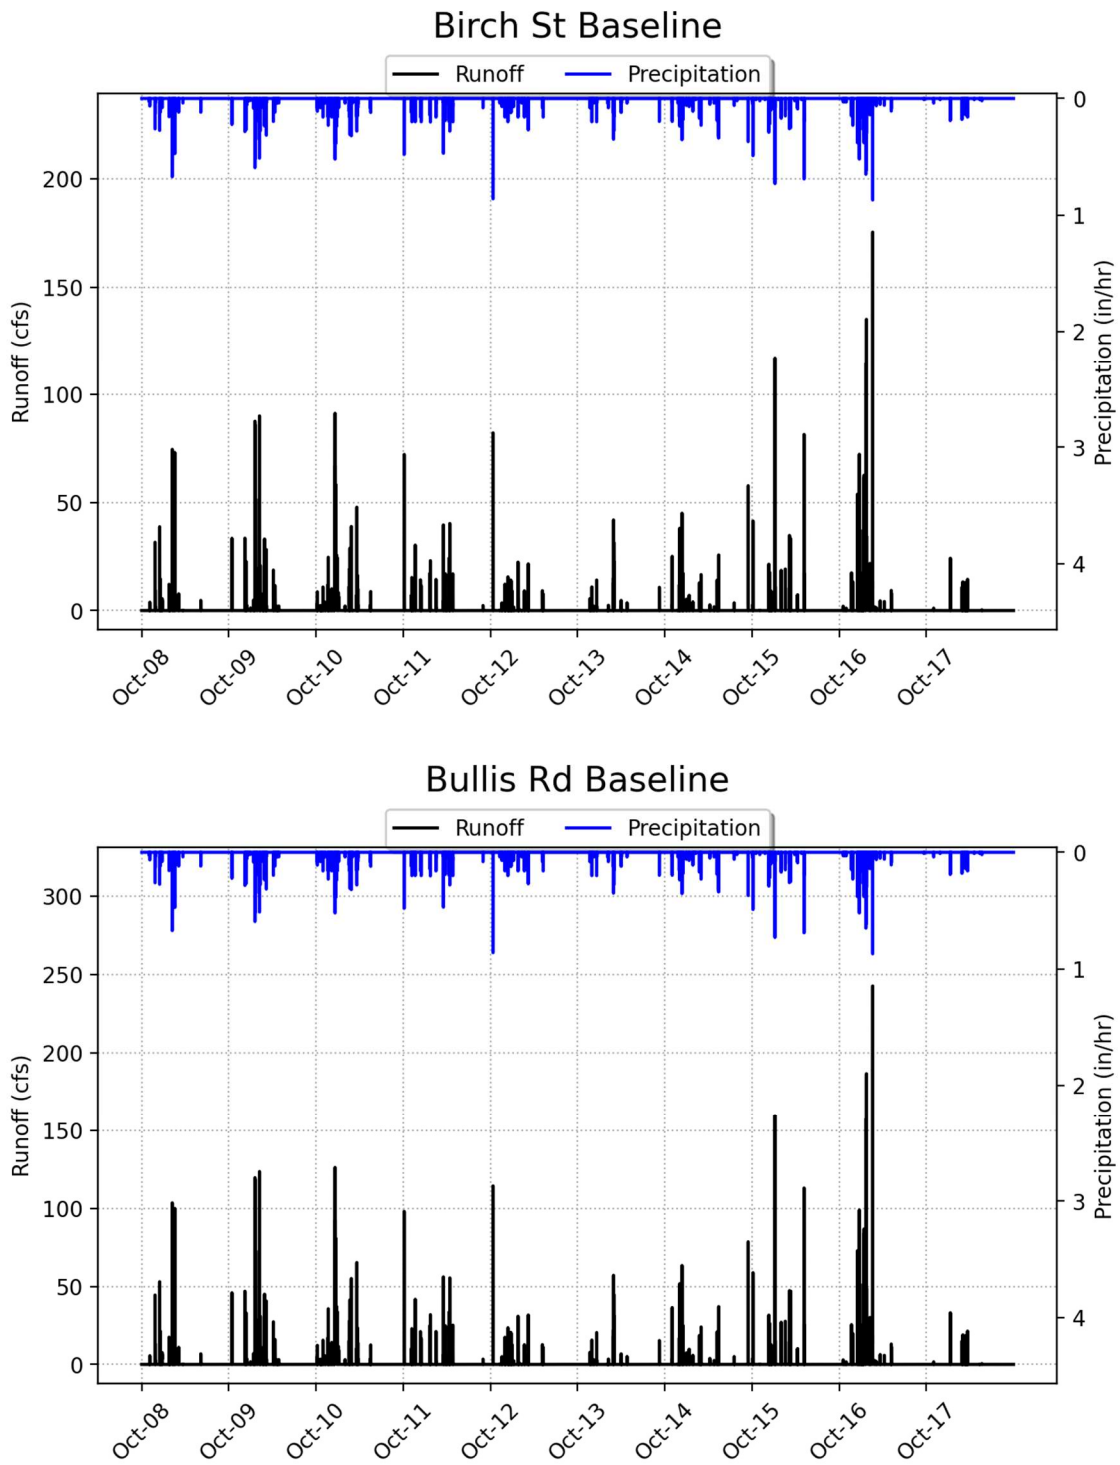 Birch St Baseline
Runoff Precipitation
200
150
100
50
0
Runoff (cfs)
0
1
2
3
4
Precipitation (in/hr)
Oct-08 Oct-09 Oct-10 Oct-11 Oct-12 Oct-13 Oct-14 Oct-15 Oct-16 Oct-17
Bullis Rd Baseline
Runoff Precipitation
300
250
200
150
100
50
0
Runoff (cfs)
0
1
2
3
4
Precipitation (in/hr)
Oct-08 Oct-09 Oct-10 Oct-11 Oct-12 Oct-13 Oct-14 Oct-15 Oct-16 Oct-17